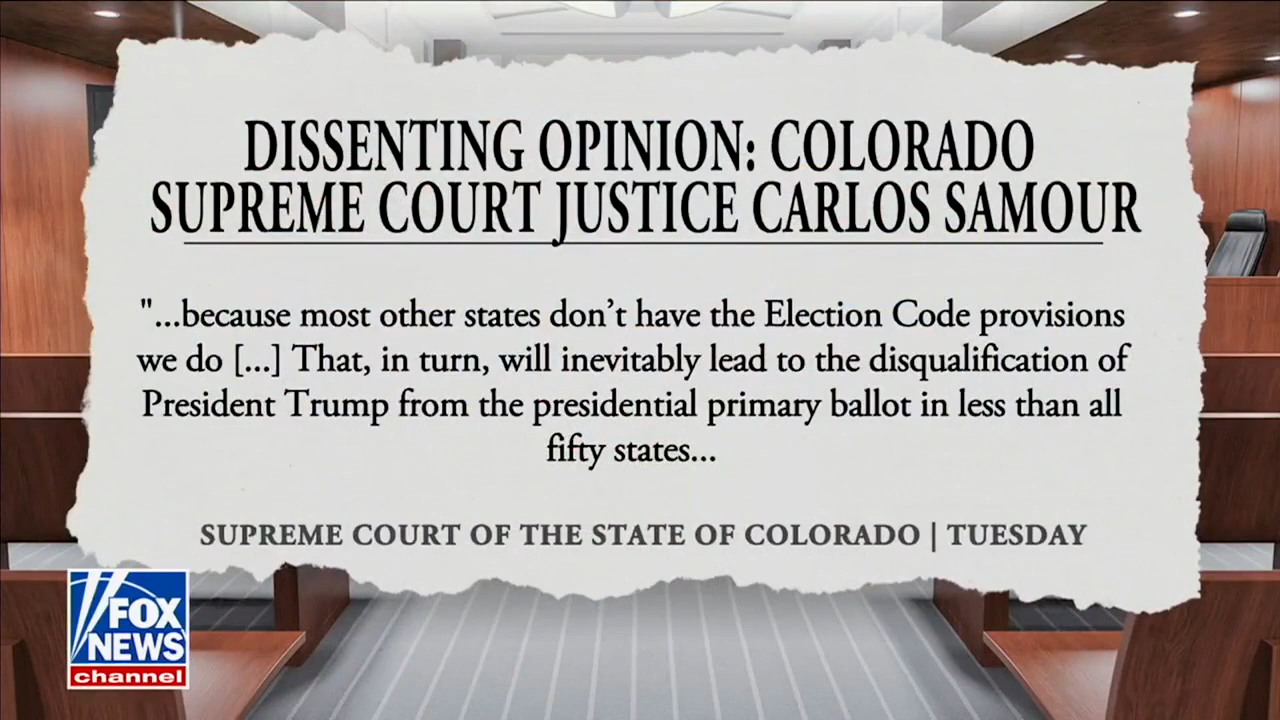 DISSENTING OPINION: COLORADO
SUPREME COURT JUSTICE CARLOS SAMOUR
"...because most other states don’t have the Election Code provisions
we do [...] That, in turn, will inevitably lead to the disqualification of
President Trump from the presidential primary ballot in less than all
fifty states...
SUPREME COURT OF THE STATE OF COLORADO | TUESDAY
FOX
NEWS
channel